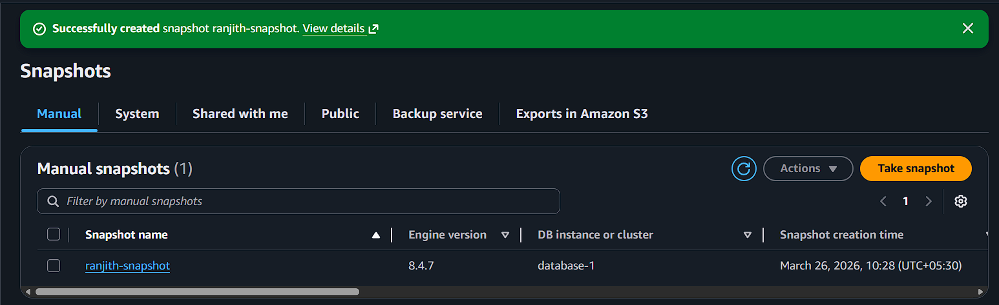 Successfully created snapshot ranjith-snapshot. View details
Snapshots
Manual System Shared with me Public Backup service Exports in Amazon S3
Manual snapshots (1) Actions Take snapshot
Filter by manual snapshots 1
Snapshot name Engine version DB instance or cluster Snapshot creation time
ranjith-snapshot 8.4.7 database-1 March 26, 2026, 10:28 (UTC+05:30)